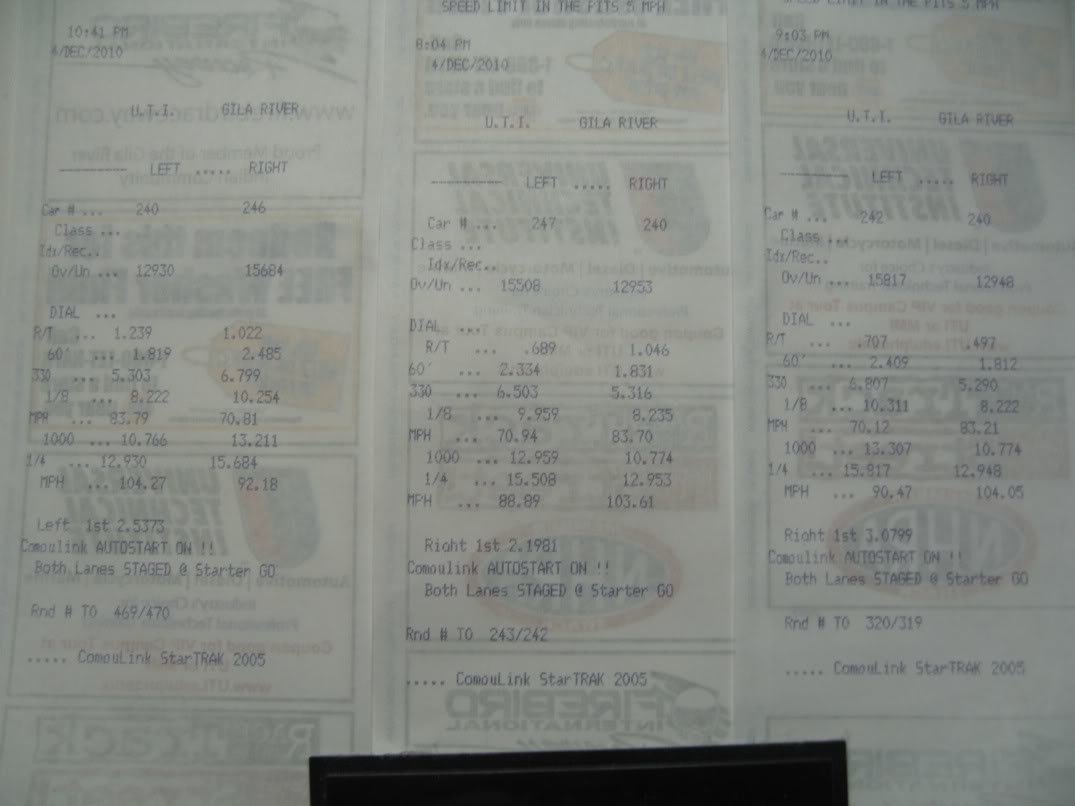 10:41 PM
4/DEC/2010
U.T.I. GILA RIVER
------------ LEFT ..... RIGHT
Car # ... 240 246
Class ...
Idx/Rec..
Ov/Un ... 12930 15684
DIAL ...
R/T ... 1.239 1.022
60' ... 1.819 2.485
330 ... 5.303 6.799
1/8 ... 8.222 10.254
MPH ... 83.79 70.81
1000 ... 10.766 13.211
1/4 ... 12.930 15.684
MPH ... 104.27 92.18
Left 1st 2.5373
CompuLink AUTOSTART ON !!
Both Lanes STAGED @ Starter GO
Rnd # TO 469/470
..... CompuLink StarTRAK 2005
SPEED LIMIT IN THE PITS 5 MPH
8:04 PM
4/DEC/2010
U.T.I. GILA RIVER
------------ LEFT ..... RIGHT
Car # ... 247 240
Class ...
Idx/Rec..
Ov/Un ... 15508 12953
DIAL ...
R/T ... .689 1.046
60' ... 2.334 1.831
330 ... 6.503 5.316
1/8 ... 9.959 8.235
MPH ... 70.94 83.70
1000 ... 12.959 10.774
1/4 ... 15.508 12.953
MPH ... 88.89 103.61
Right 1st 2.1981
CompuLink AUTOSTART ON !!
Both Lanes STAGED @ Starter GO
Rnd # TO 243/242
..... CompuLink StarTRAK 2005
SPEED LIMIT IN THE PITS 5 MPH
9:03 PM
4/DEC/2010
U.T.I. GILA RIVER
------------ LEFT ..... RIGHT
Car # ... 242 240
Class ...
Idx/Rec..
Ov/Un ... 15817 12948
DIAL ...
R/T ... .707 .497
60' ... 2.409 1.812
330 ... 6.807 5.290
1/8 ... 10.311 8.222
MPH ... 70.12 83.21
1000 ... 13.307 10.774
1/4 ... 15.817 12.948
MPH ... 90.47 104.05
Right 1st 3.0799
CompuLink AUTOSTART ON !!
Both Lanes STAGED @ Starter GO
Rnd # TO 320/319
..... CompuLink StarTRAK 2005